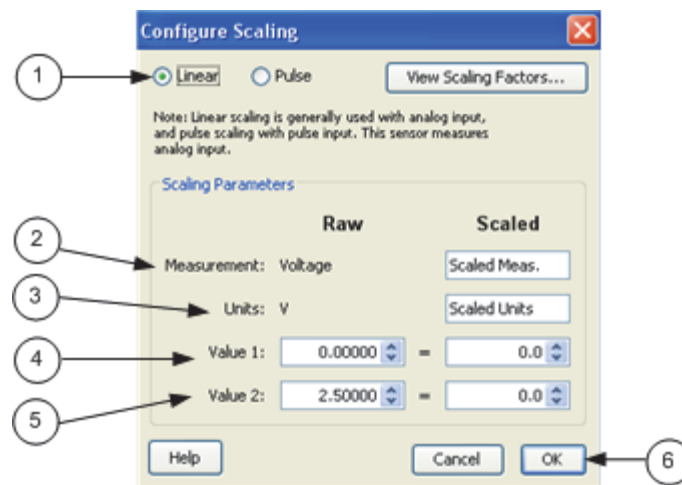 Configure Scaling
1
Linear Pulse View Scaling Factors...
Note: Linear scaling is generally used with analog input,
and pulse scaling with pulse input. This sensor measures
analog input.
Scaling Parameters
Raw Scaled
2
Measurement: Voltage Scaled Meas.
3
Units: V Scaled Units
4
Value 1: 0.00000 = 0.0
5
Value 2: 2.50000 = 0.0
Help Cancel OK 6